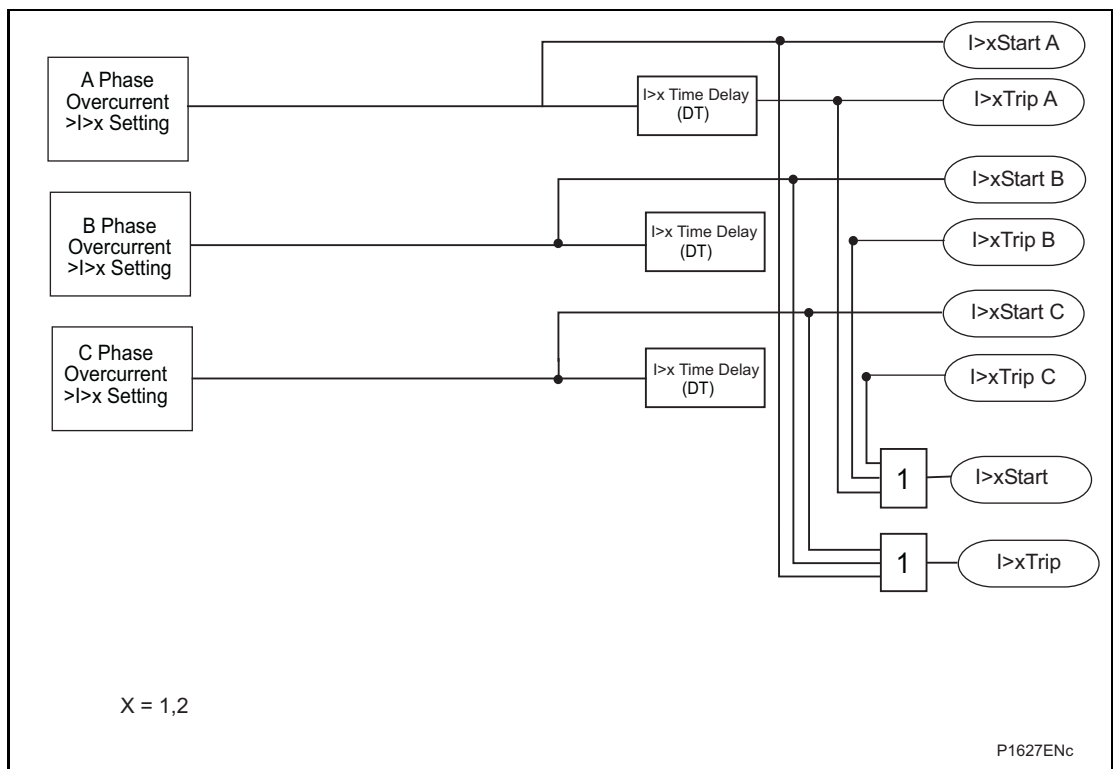 I>xStart A
A Phase
Overcurrent
>I>x Setting
I>x Time Delay
(DT)
I>xTrip A
I>xStart B
B Phase
Overcurrent
>I>x Setting
I>x Time Delay
(DT)
I>xTrip B
I>xStart C
C Phase
Overcurrent
>I>x Setting
I>x Time Delay
(DT)
I>xTrip C
1
I>xStart
1
I>xTrip
X = 1,2
P1627ENc